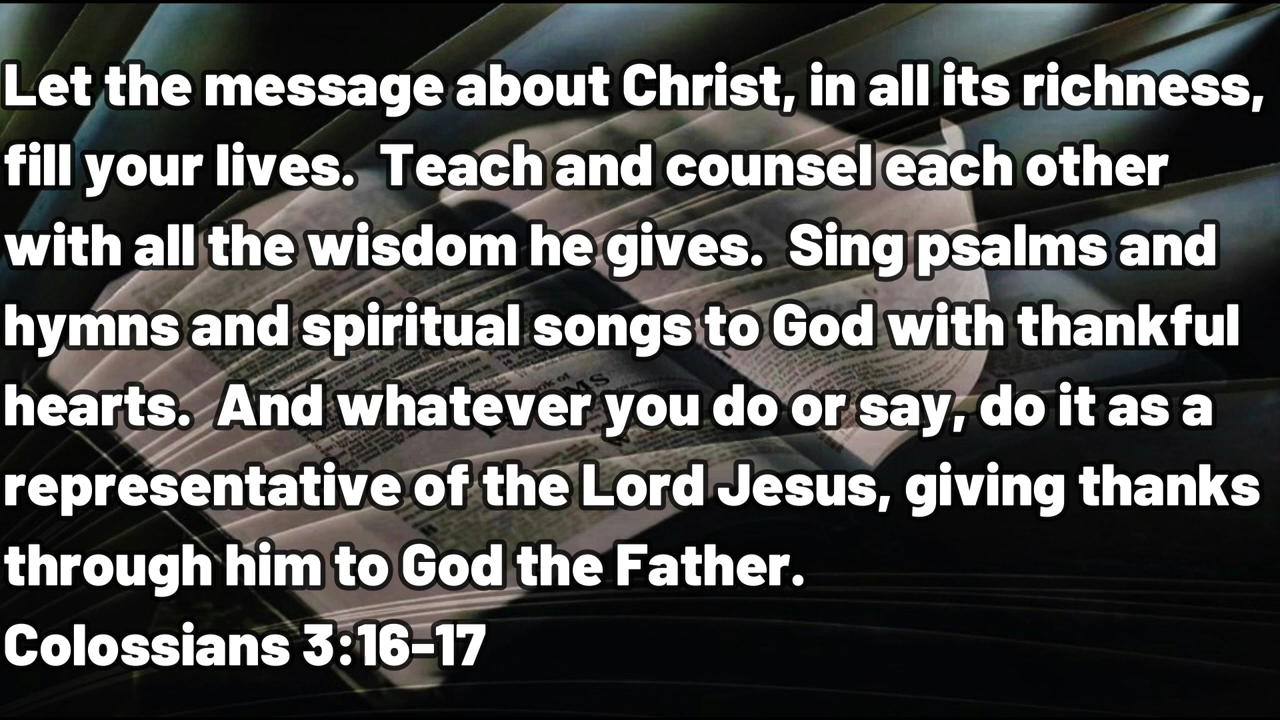 Let the message about Christ, in all its richness,
fill your lives.  Teach and counsel each other
with all the wisdom he gives.  Sing psalms and
hymns and spiritual songs to God with thankful
hearts.  And whatever you do or say, do it as a
representative of the Lord Jesus, giving thanks
through him to God the Father.
Colossians 3:16-17